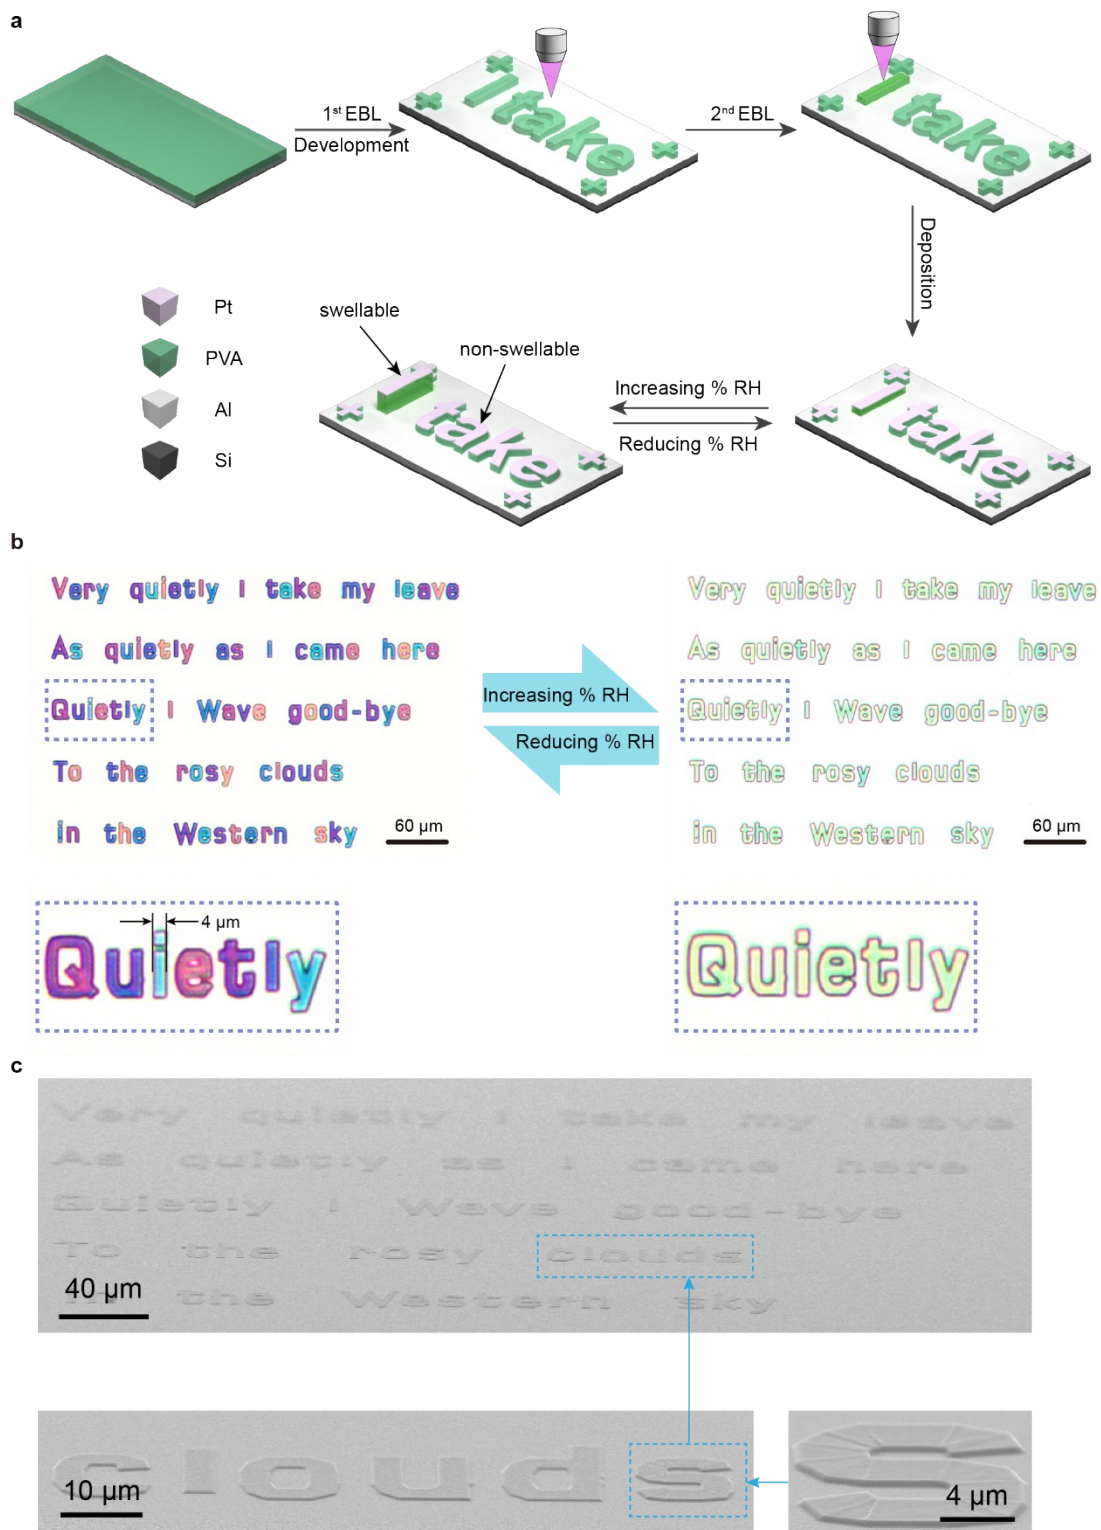 a
1st EBL
Development
2nd EBL
Deposition
Pt
PVA
Al
Si
swellable
non-swellable
Increasing % RH
Reducing % RH
I take
I take
I take
I take
b
Very quietly I take my leave
As quietly as I came here
Quietly I Wave good-bye
To the rosy clouds
in the Western sky
60 μm
Increasing % RH
Reducing % RH
Very quietly I take my leave
As quietly as I came here
Quietly I Wave good-bye
To the rosy clouds
in the Western sky
60 μm
4 μm
Quietly
Quietly
c
Very quietly I take my leave
As quietly as I came here
Quietly I Wave good-bye
To the rosy clouds
in the Western sky
40 μm
clouds
10 μm
s
4 μm